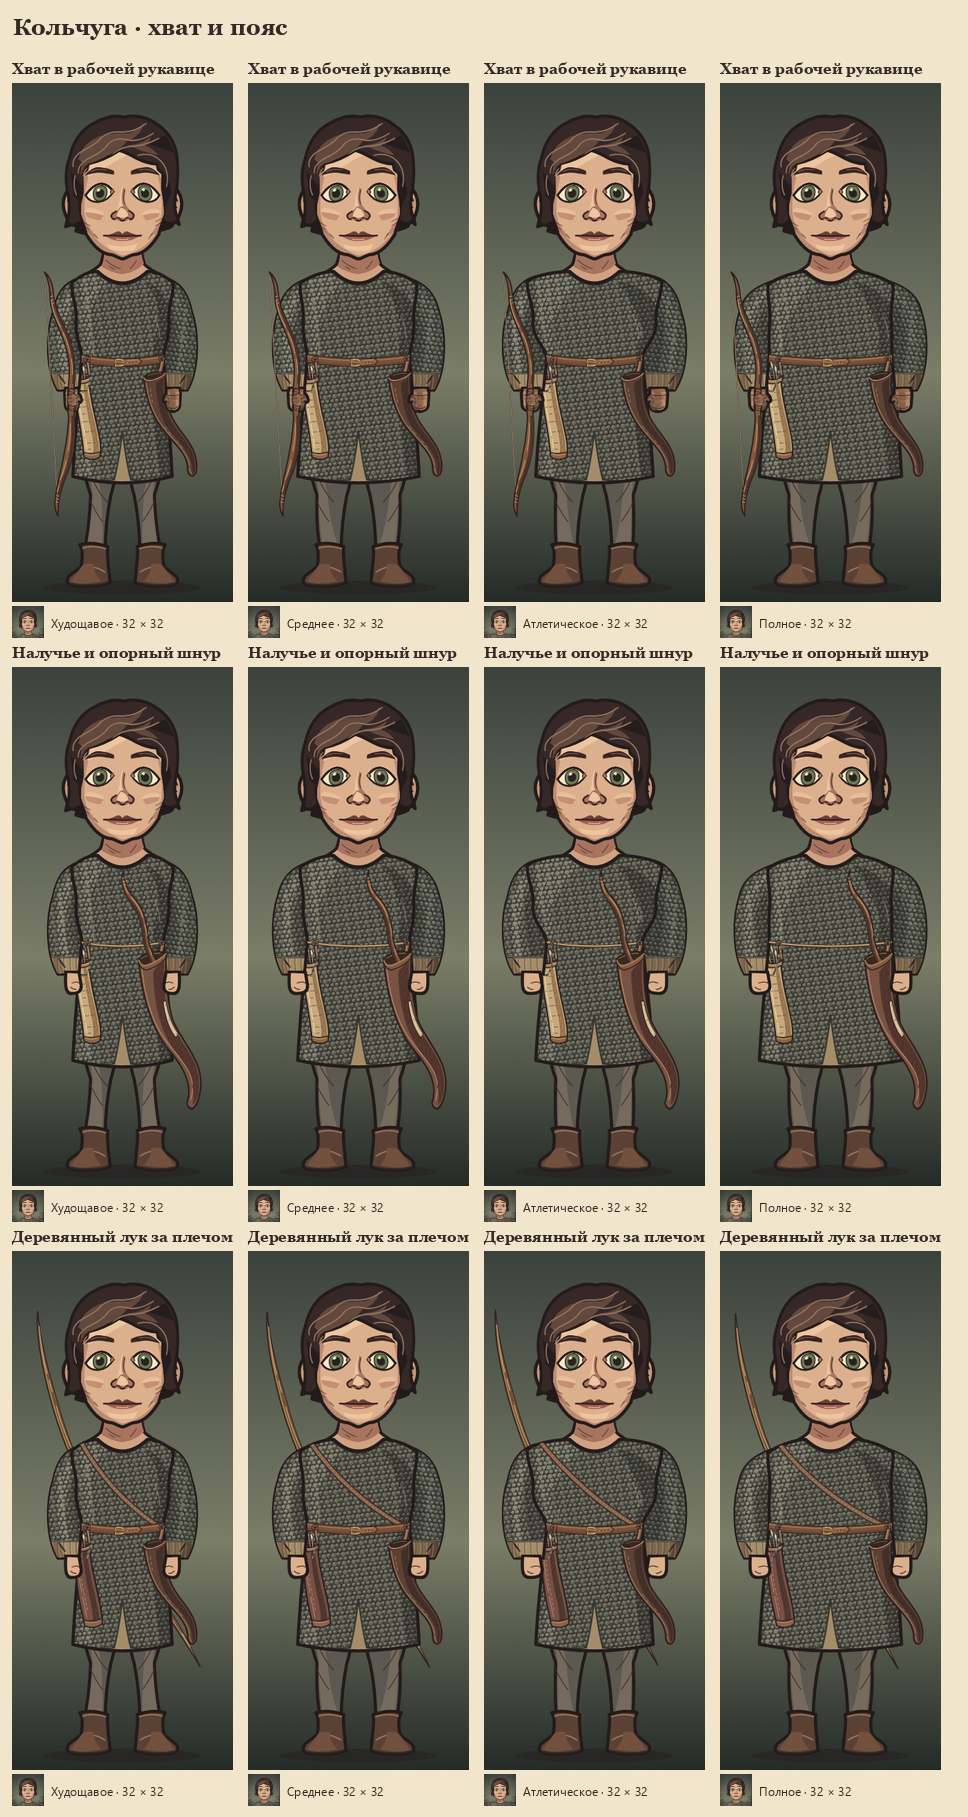 Кольчуга · хват и пояс
Хват в рабочей рукавице Хват в рабочей рукавице Хват в рабочей рукавице Хват в рабочей рукавице
Худощавое · 32 × 32 Среднее · 32 × 32 Атлетическое · 32 × 32 Полное · 32 × 32
Налучье и опорный шнур Налучье и опорный шнур Налучье и опорный шнур Налучье и опорный шнур
Худощавое · 32 × 32 Среднее · 32 × 32 Атлетическое · 32 × 32 Полное · 32 × 32
Деревянный лук за плечом Деревянный лук за плечом Деревянный лук за плечом Деревянный лук за плечом
Худощавое · 32 × 32 Среднее · 32 × 32 Атлетическое · 32 × 32 Полное · 32 × 32